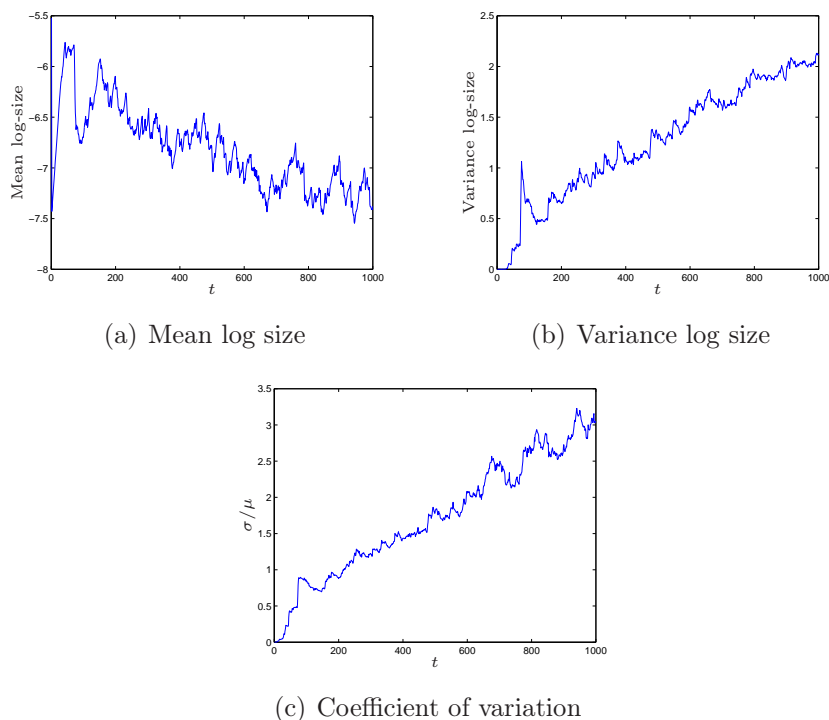 −5.5
−6
−6.5
−7
−7.5
−8
Mean log-size
0 200 400 600 800 1000
t
(a) Mean log size
2.5
2
1.5
1
0.5
0
Variance log-size
0 200 400 600 800 1000
t
(b) Variance log size
3.5
3
2.5
2
1.5
1
0.5
0
σ/μ
0 200 400 600 800 1000
t
(c) Coefficient of variation